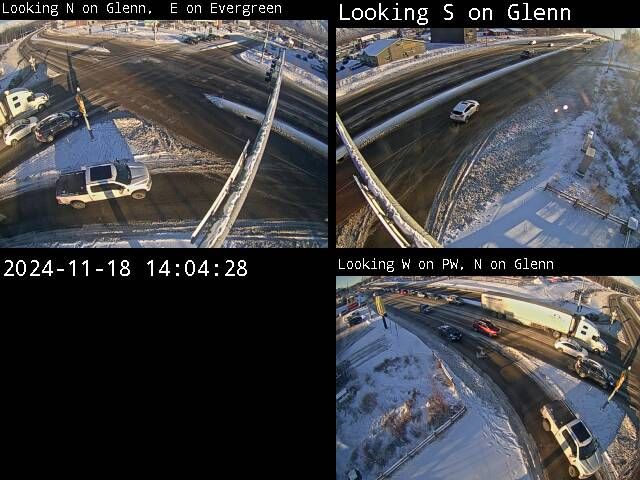 Looking N on Glenn,  E on Evergreen
Looking S on Glenn
2024-11-18 14:04:28
Looking W on PW, N on Glenn